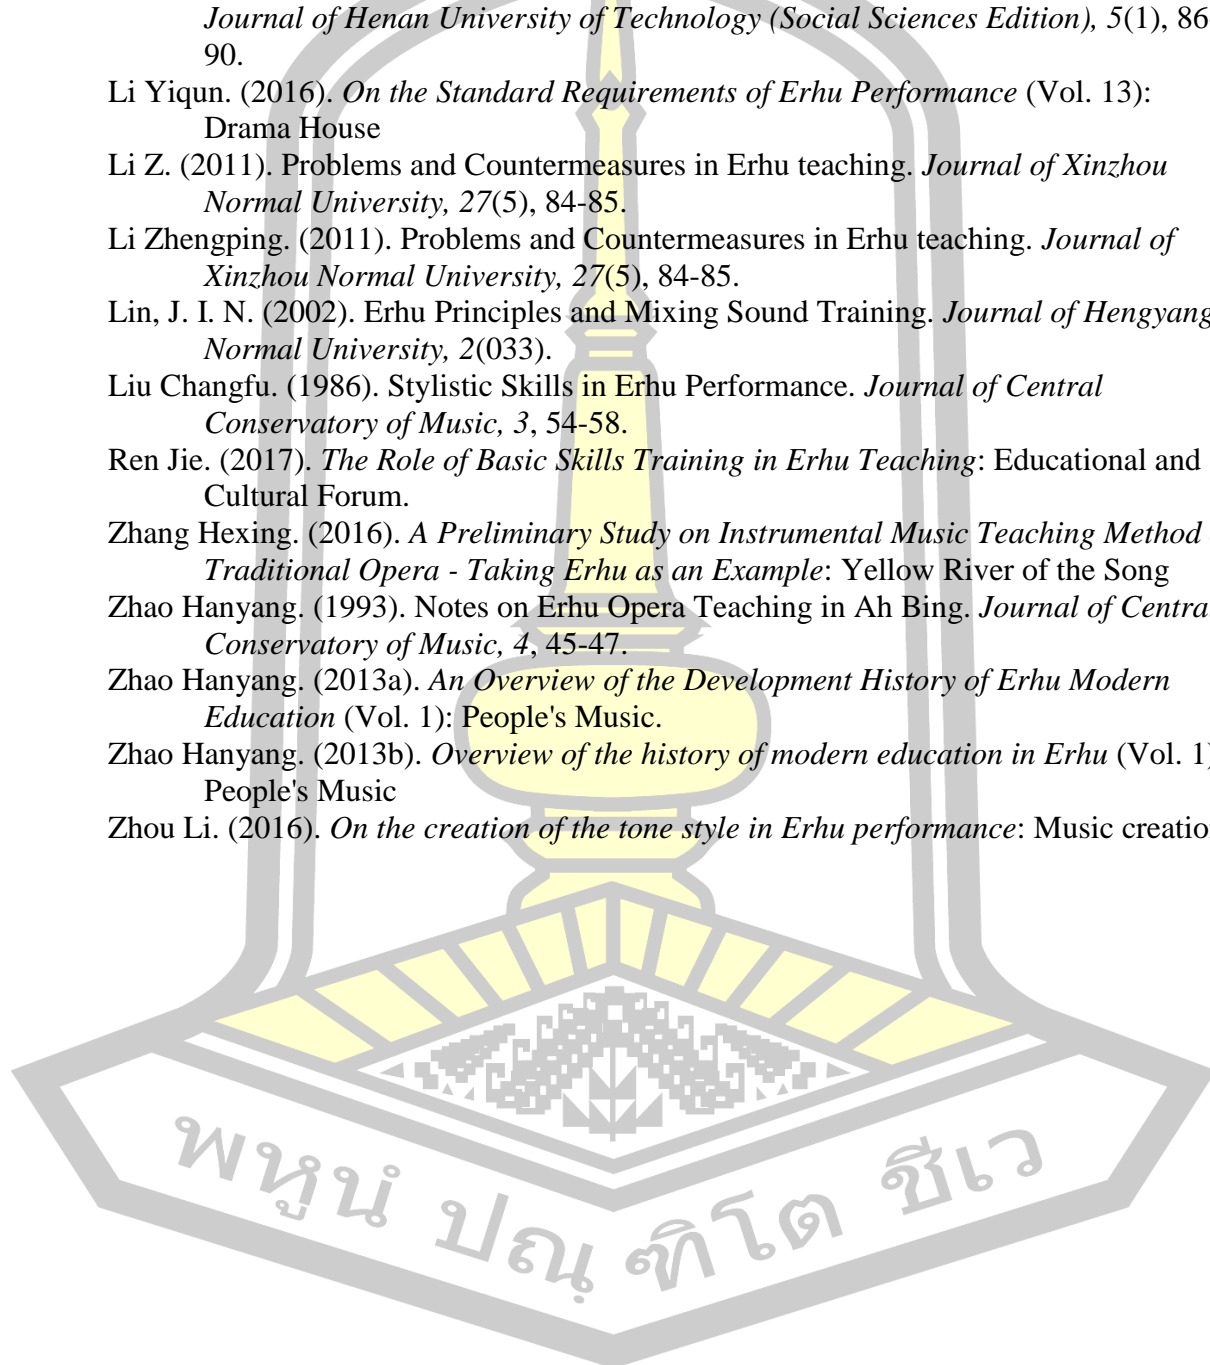 Journal of Henan University of Technology (Social Sciences Edition), 5(1), 86
90.
Li Yiqun. (2016). On the Standard Requirements of Erhu Performance (Vol. 13):
Drama House
Li Z. (2011). Problems and Countermeasures in Erhu teaching. Journal of Xinzhou
Normal University, 27(5), 84-85.
Li Zhengping. (2011). Problems and Countermeasures in Erhu teaching. Journal of
Xinzhou Normal University, 27(5), 84-85.
Lin, J. I. N. (2002). Erhu Principles and Mixing Sound Training. Journal of Hengyang
Normal University, 2(033).
Liu Changfu. (1986). Stylistic Skills in Erhu Performance. Journal of Central
Conservatory of Music, 3, 54-58.
Ren Jie. (2017). The Role of Basic Skills Training in Erhu Teaching: Educational and
Cultural Forum.
Zhang Hexing. (2016). A Preliminary Study on Instrumental Music Teaching Method
Traditional Opera - Taking Erhu as an Example: Yellow River of the Song
Zhao Hanyang. (1993). Notes on Erhu Opera Teaching in Ah Bing. Journal of Centra
Conservatory of Music, 4, 45-47.
Zhao Hanyang. (2013a). An Overview of the Development History of Erhu Modern
Education (Vol. 1): People's Music.
Zhao Hanyang. (2013b). Overview of the history of modern education in Erhu (Vol. 1)
People's Music
Zhou Li. (2016). On the creation of the tone style in Erhu performance: Music creatio
พหูนํ ปณฺฑิโต ชีเว